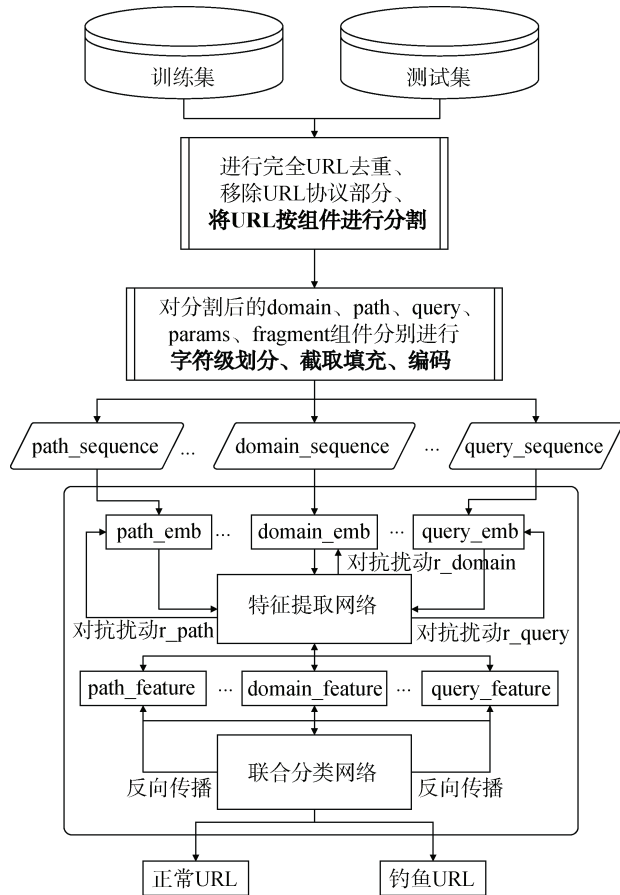 训练集
测试集
进行完全URL去重、
移除URL协议部分、
将URL按组件进行分割
对分割后的domain、path、query、
params、fragment组件分别进行
字符级划分、截取填充、编码
path_sequence ... domain_sequence ... query_sequence
path_emb ... domain_emb ... query_emb
对抗扰动r_domain
特征提取网络
对抗扰动r_path
对抗扰动r_query
path_feature ... domain_feature ... query_feature
联合分类网络
反向传播
反向传播
正常URL
钓鱼URL